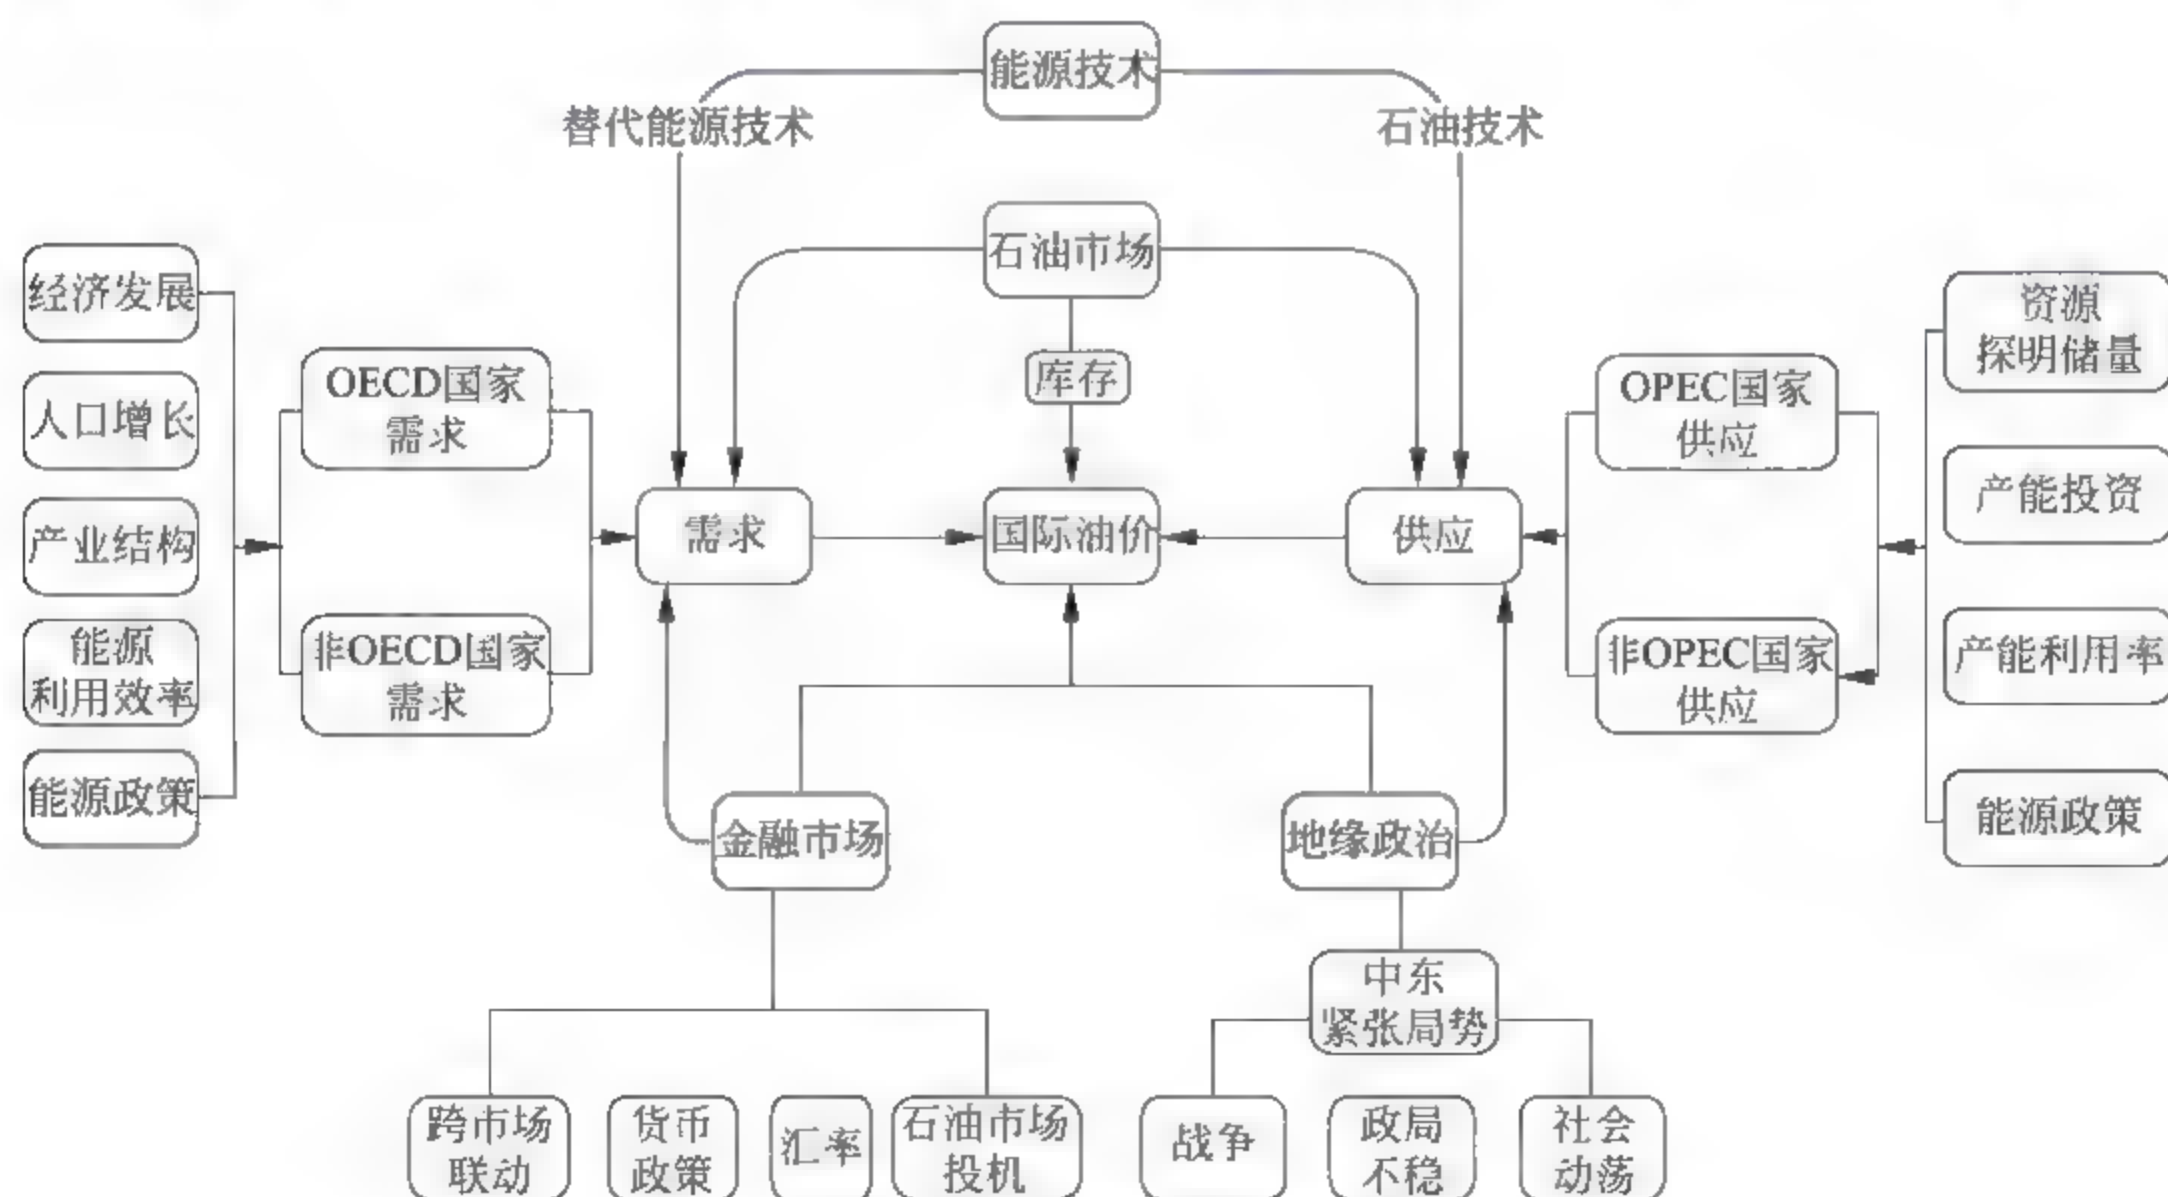 能源技术
替代能源技术
石油技术
石油市场
库存
经济发展
人口增长
产业结构
能源
利用效率
能源政策
OECD国家
需求
非OECD国家
需求
需求
国际油价
供应
OPEC国家
供应
非OPEC国家
供应
资源
探明储量
产能投资
产能利用率
能源政策
金融市场
地缘政治
中东
紧张局势
跨市场
联动
货币
政策
汇率
石油市场
投机
战争
政局
不稳
社会
动荡